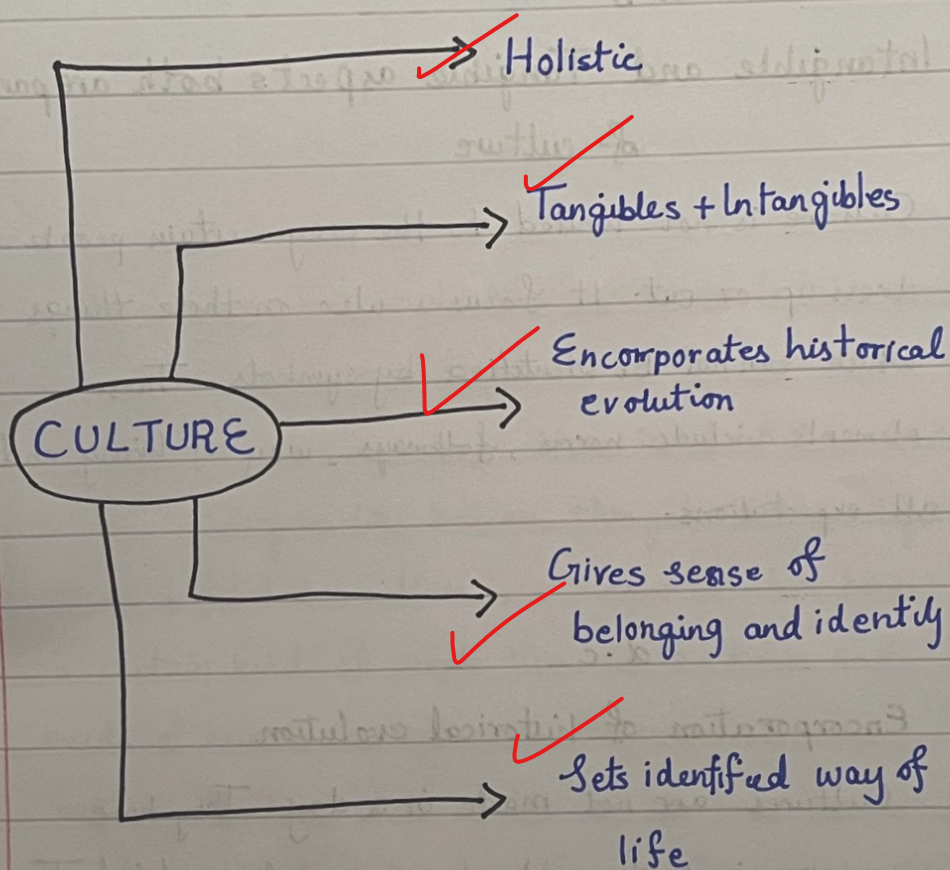 Holistic
Tangibles + Intangibles
Encorporates historical
evolution
CULTURE
Gives sense of
belonging and identity
Sets identified way of
life